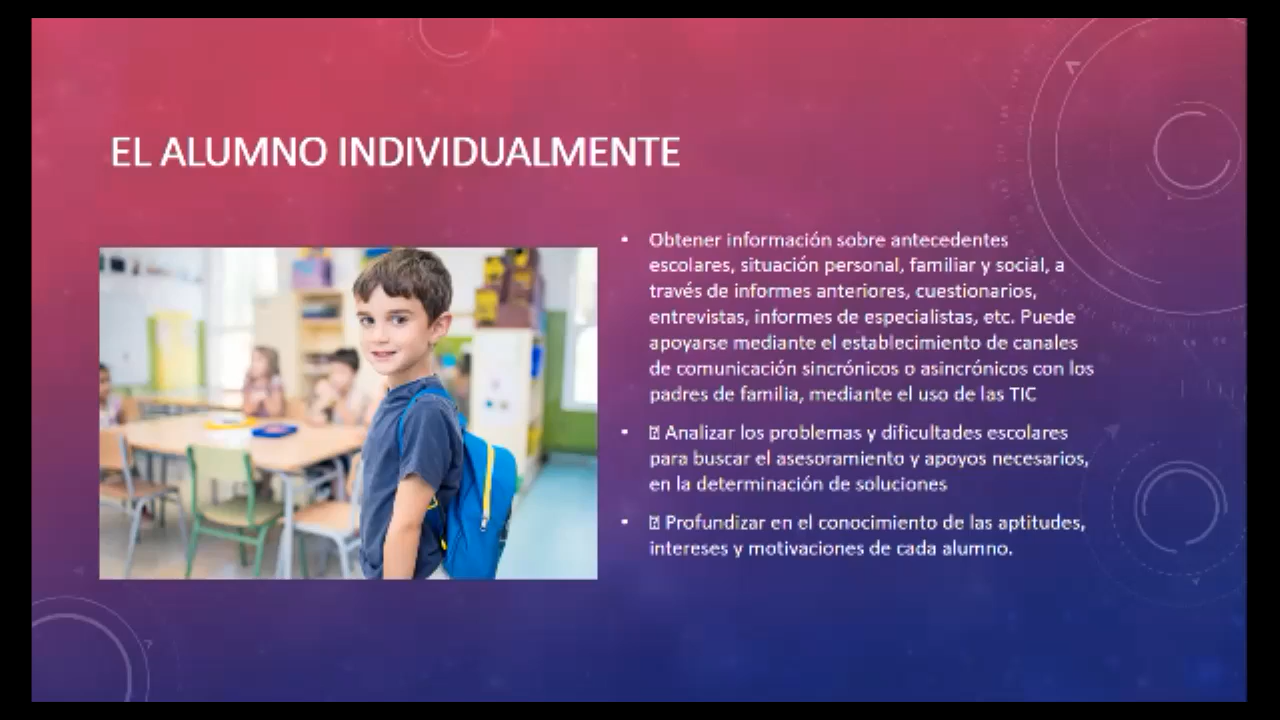 EL ALUMNO INDIVIDUALMENTE
• Obtener información sobre antecedentes
escolares, situación personal, familiar y social, a
través de informes anteriores, cuestionarios,
entrevistas, informes de especialistas, etc. Puede
apoyarse mediante el establecimiento de canales
de comunicación sincrónicos o asincrónicos con los
padres de familia, mediante el uso de las TIC
• Analizar los problemas y dificultades escolares
para buscar el asesoramiento y apoyos necesarios,
en la determinación de soluciones
• Profundizar en el conocimiento de las aptitudes,
intereses y motivaciones de cada alumno.